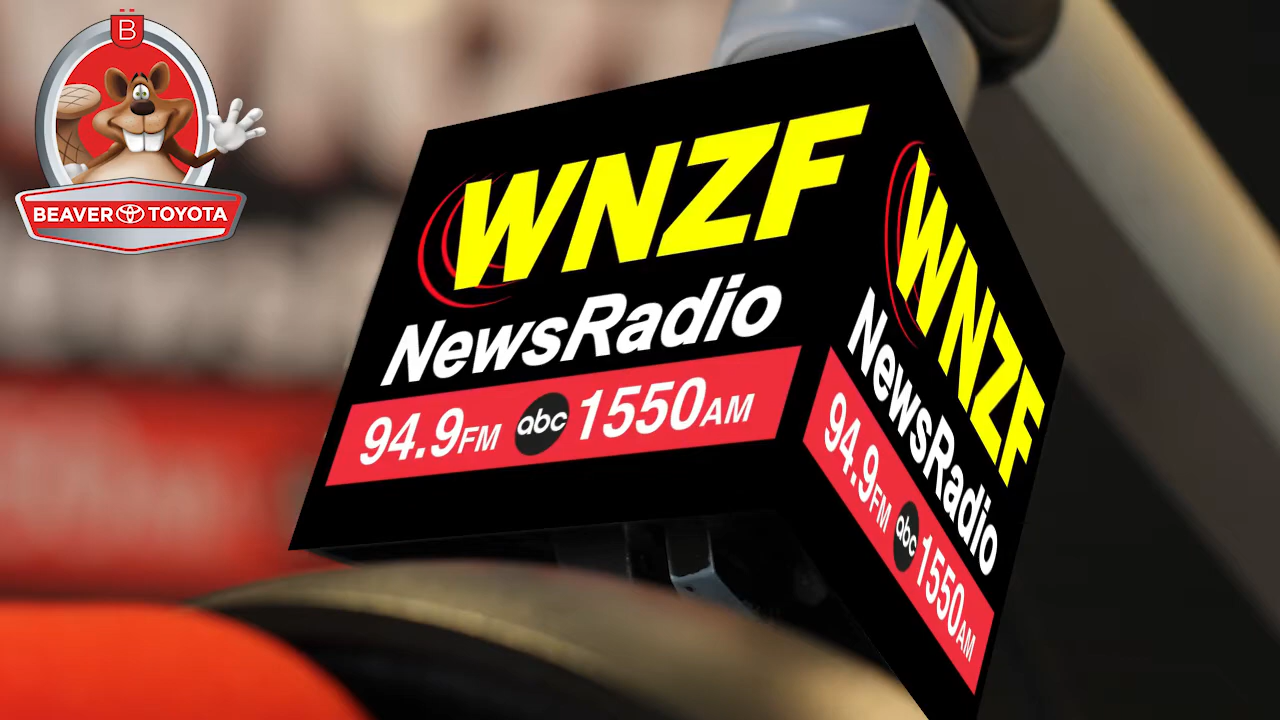 B
BEAVER TOYOTA
WNZF
NewsRadio
94.9FM abc 1550AM
WNZF
NewsRadio
94.9FM abc 1550AM